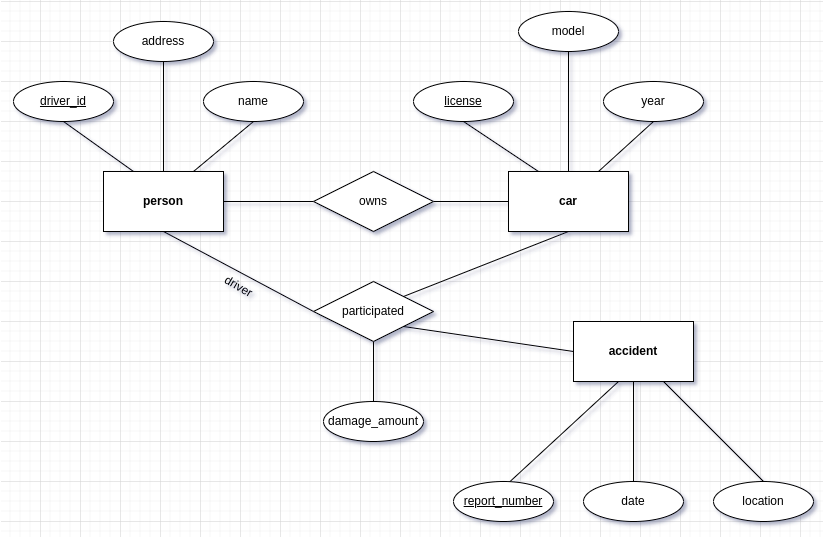 model
address
driver_id
name
license
year
person
owns
car
driver
participated
accident
damage_amount
report_number
date
location